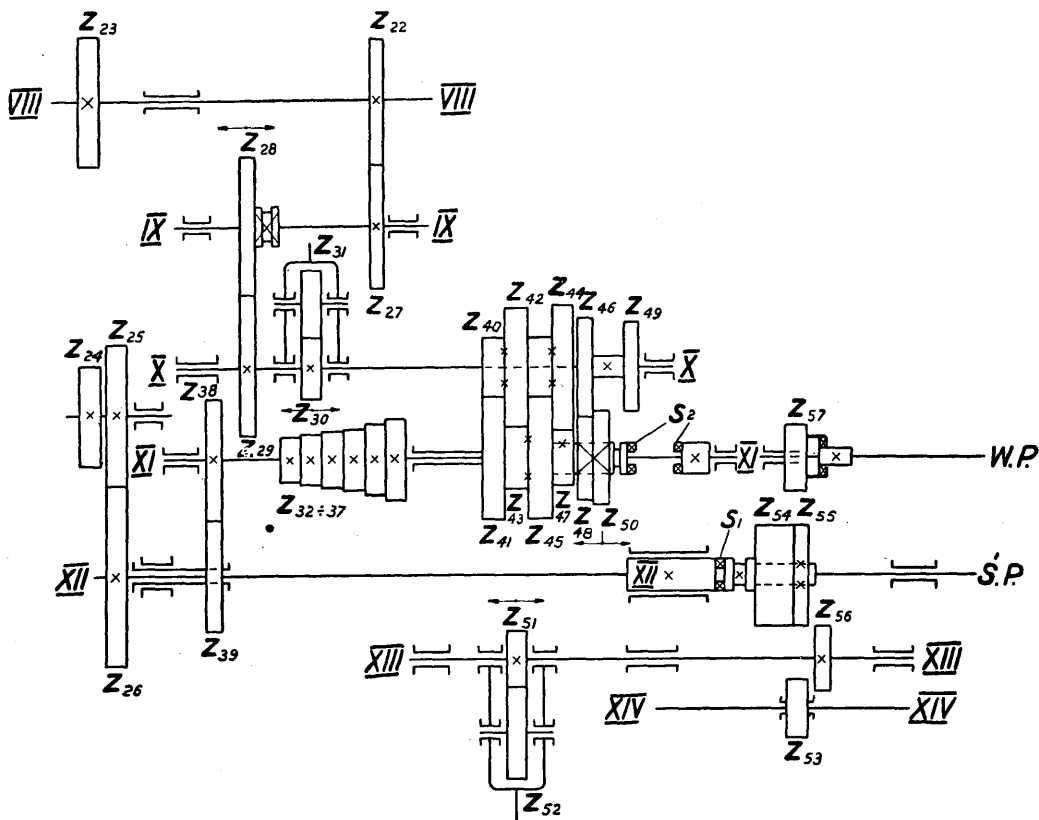 Z23 Z22
VIII VIII
Z28
IX IX
Z31
Z27
Z42 Z44 Z46 Z49
Z40
Z25
Z24
X X
Z38
Z30
Z57
S2
XI XI W.P.
Z29
Z32÷37
Z43 Z47 Z48 Z50
Z41 Z45
Z54 Z55
S1
XII XII Ś.P.
Z51
Z56
Z39
XIII XIII
Z26
XIV XIV
Z53
Z52